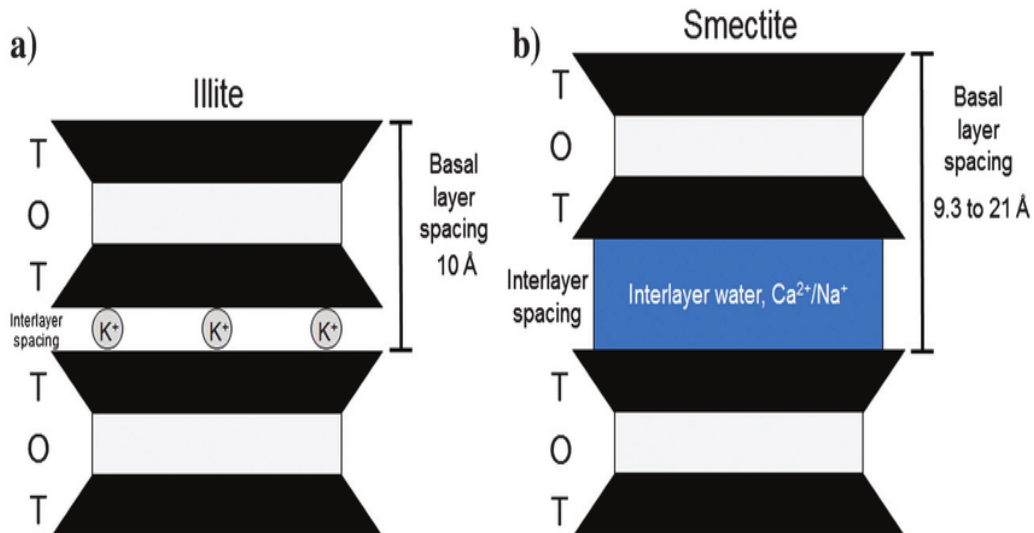 a)
Illite
T
O
T
Basal
layer
spacing
10 Å
Interlayer
spacing
K⁺ K⁺ K⁺
T
O
T
b)
Smectite
T
O
T
Basal
layer
spacing
9.3 to 21 Å
Interlayer
spacing
Interlayer water, Ca²⁺/Na⁺
T
O
T